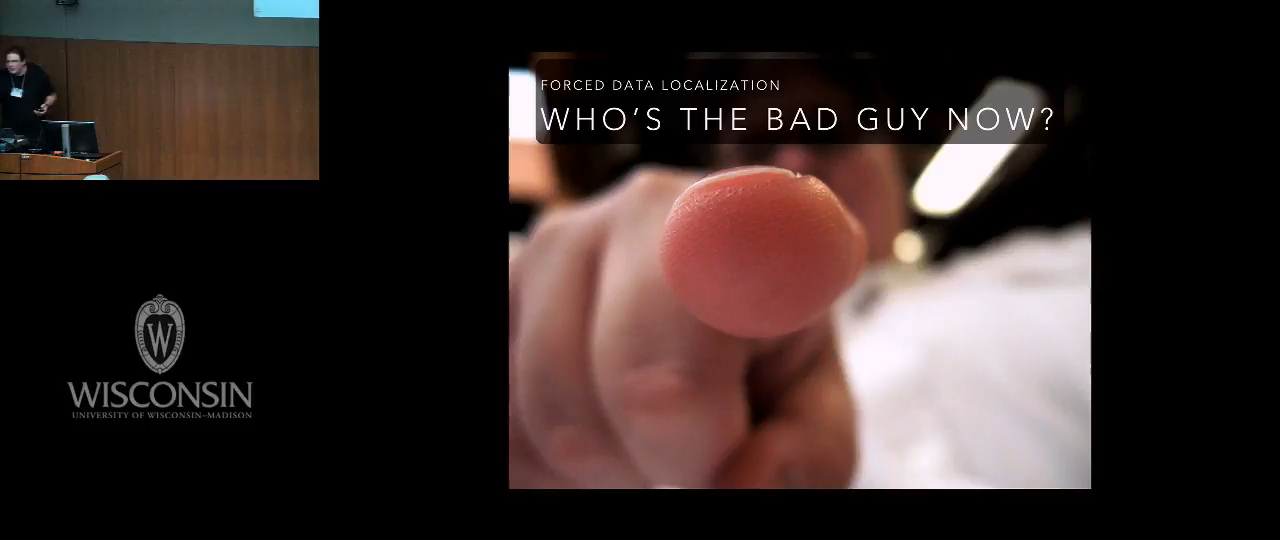 FORCED DATA LOCALIZATION
WHO'S THE BAD GUY NOW?
W
WISCONSIN
UNIVERSITY OF WISCONSIN–MADISON